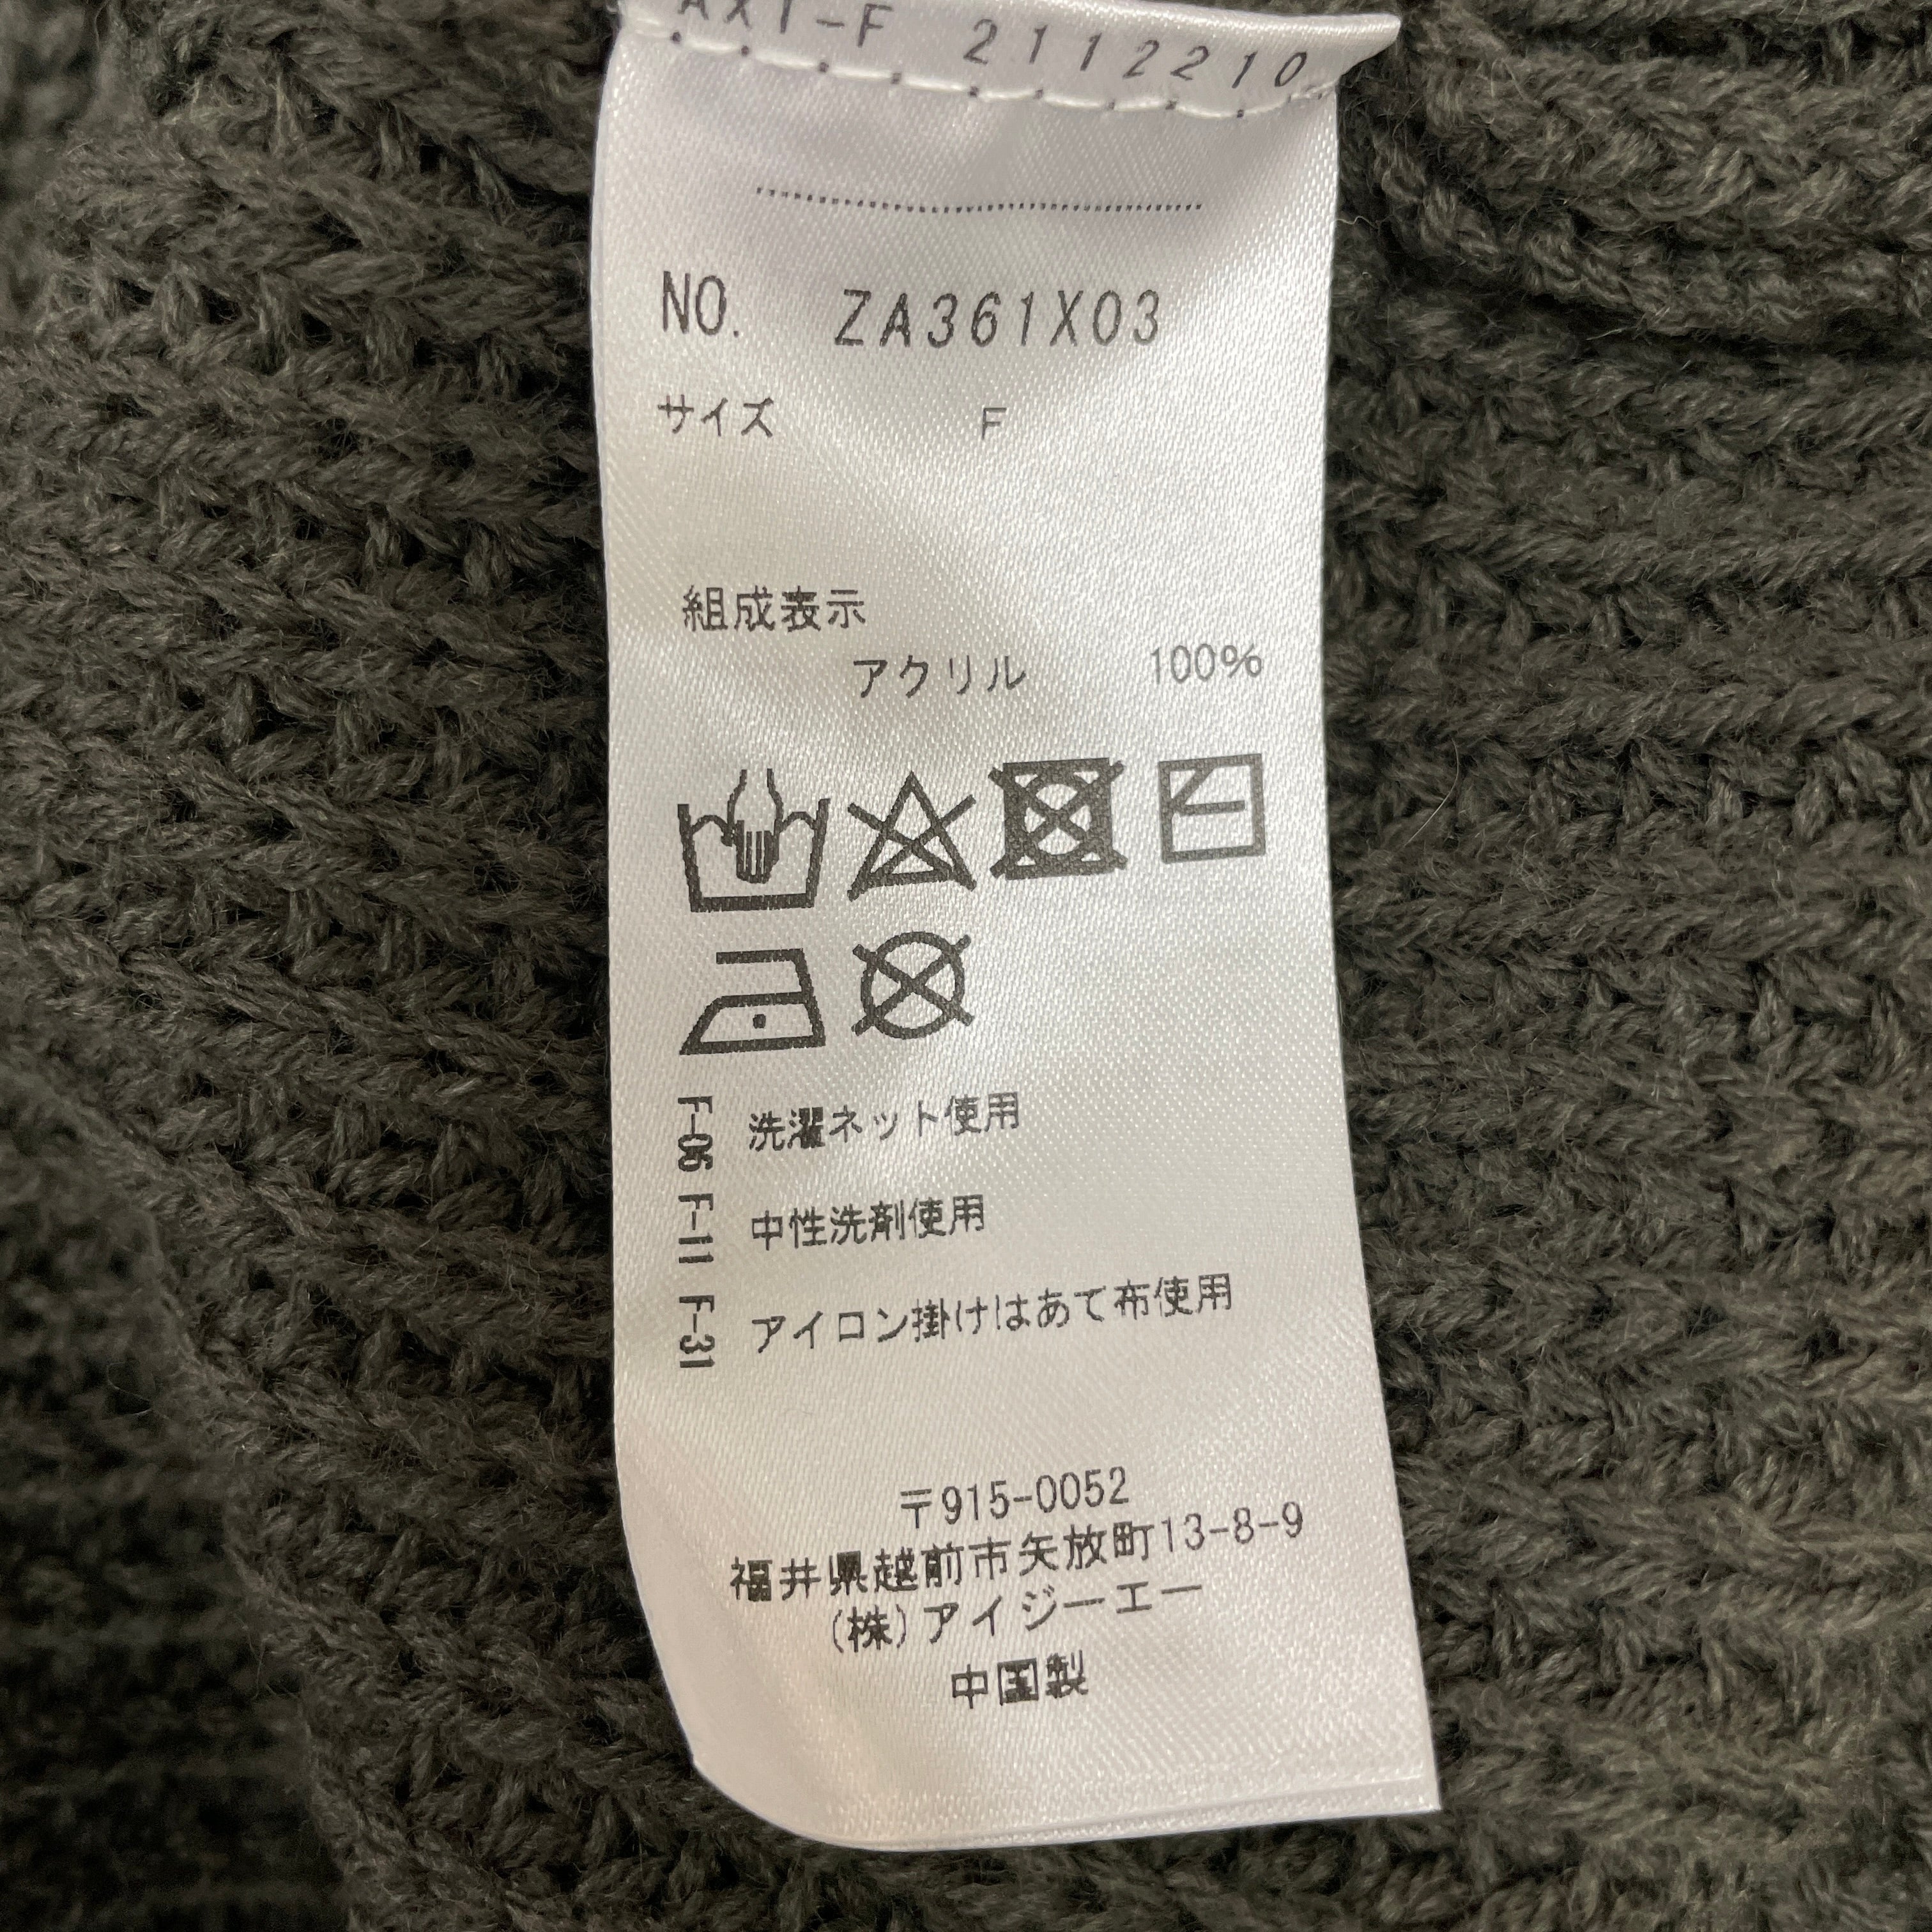 2112210
NO. ZA361X03
サイズ F
組成表示
アクリル 100%
F-06 洗濯ネット使用
F-11 中性洗剤使用
F-31 アイロン掛けはあて布使用
〒915-0052
福井県越前市矢放町13-8-9
(株)アイジーエー
中国製